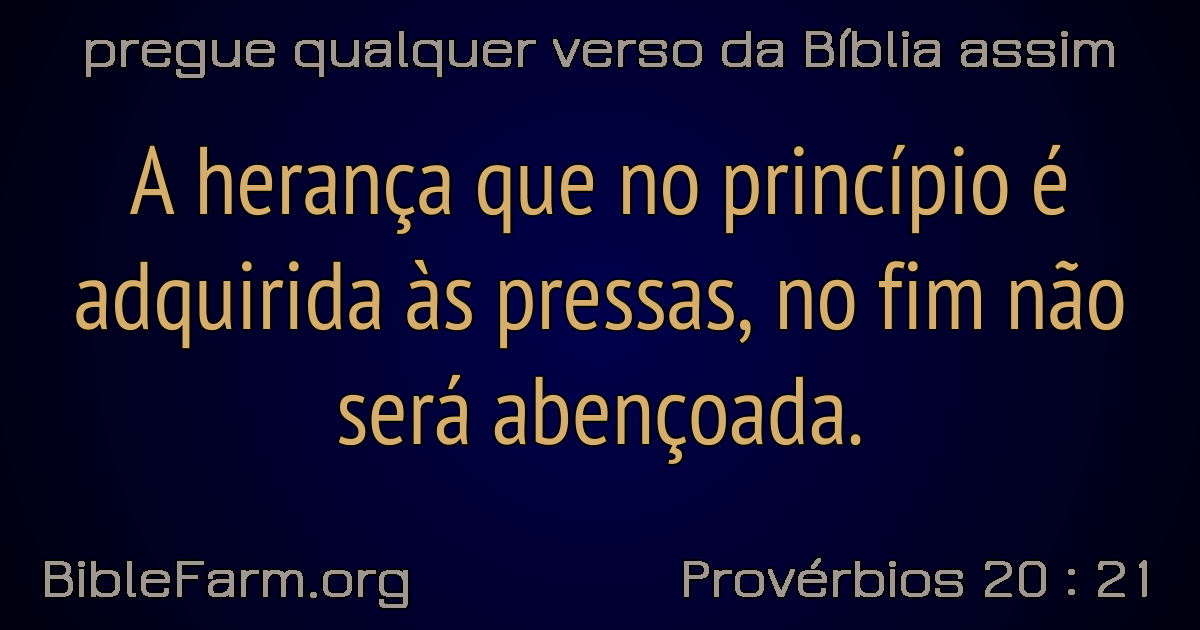 pregue qualquer verso da Bíblia assim
A herança que no princípio é
adquirida às pressas, no fim não
será abençoada.
BibleFarm.org
Provérbios 20 : 21